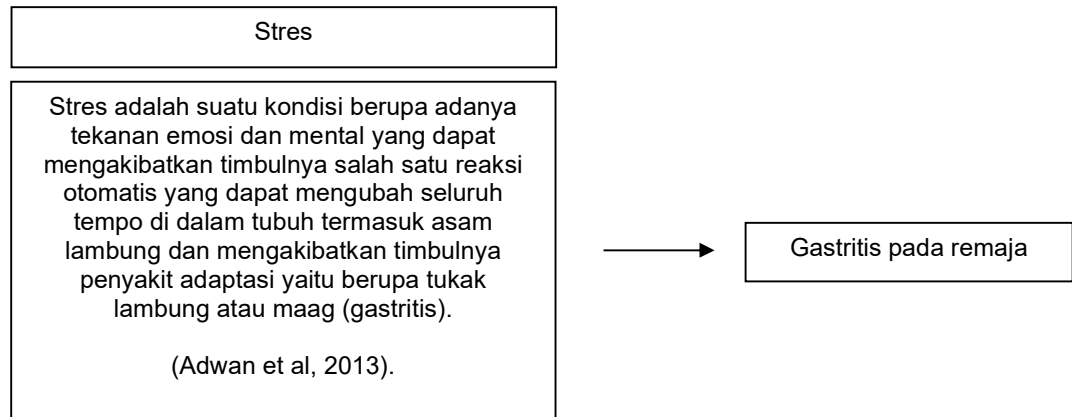 Stres
Stres adalah suatu kondisi berupa adanya
tekanan emosi dan mental yang dapat
mengakibatkan timbulnya salah satu reaksi
otomatis yang dapat mengubah seluruh
tempo di dalam tubuh termasuk asam
lambung dan mengakibatkan timbulnya
penyakit adaptasi yaitu berupa tukak
lambung atau maag (gastritis).
(Adwan et al, 2013).
Gastritis pada remaja